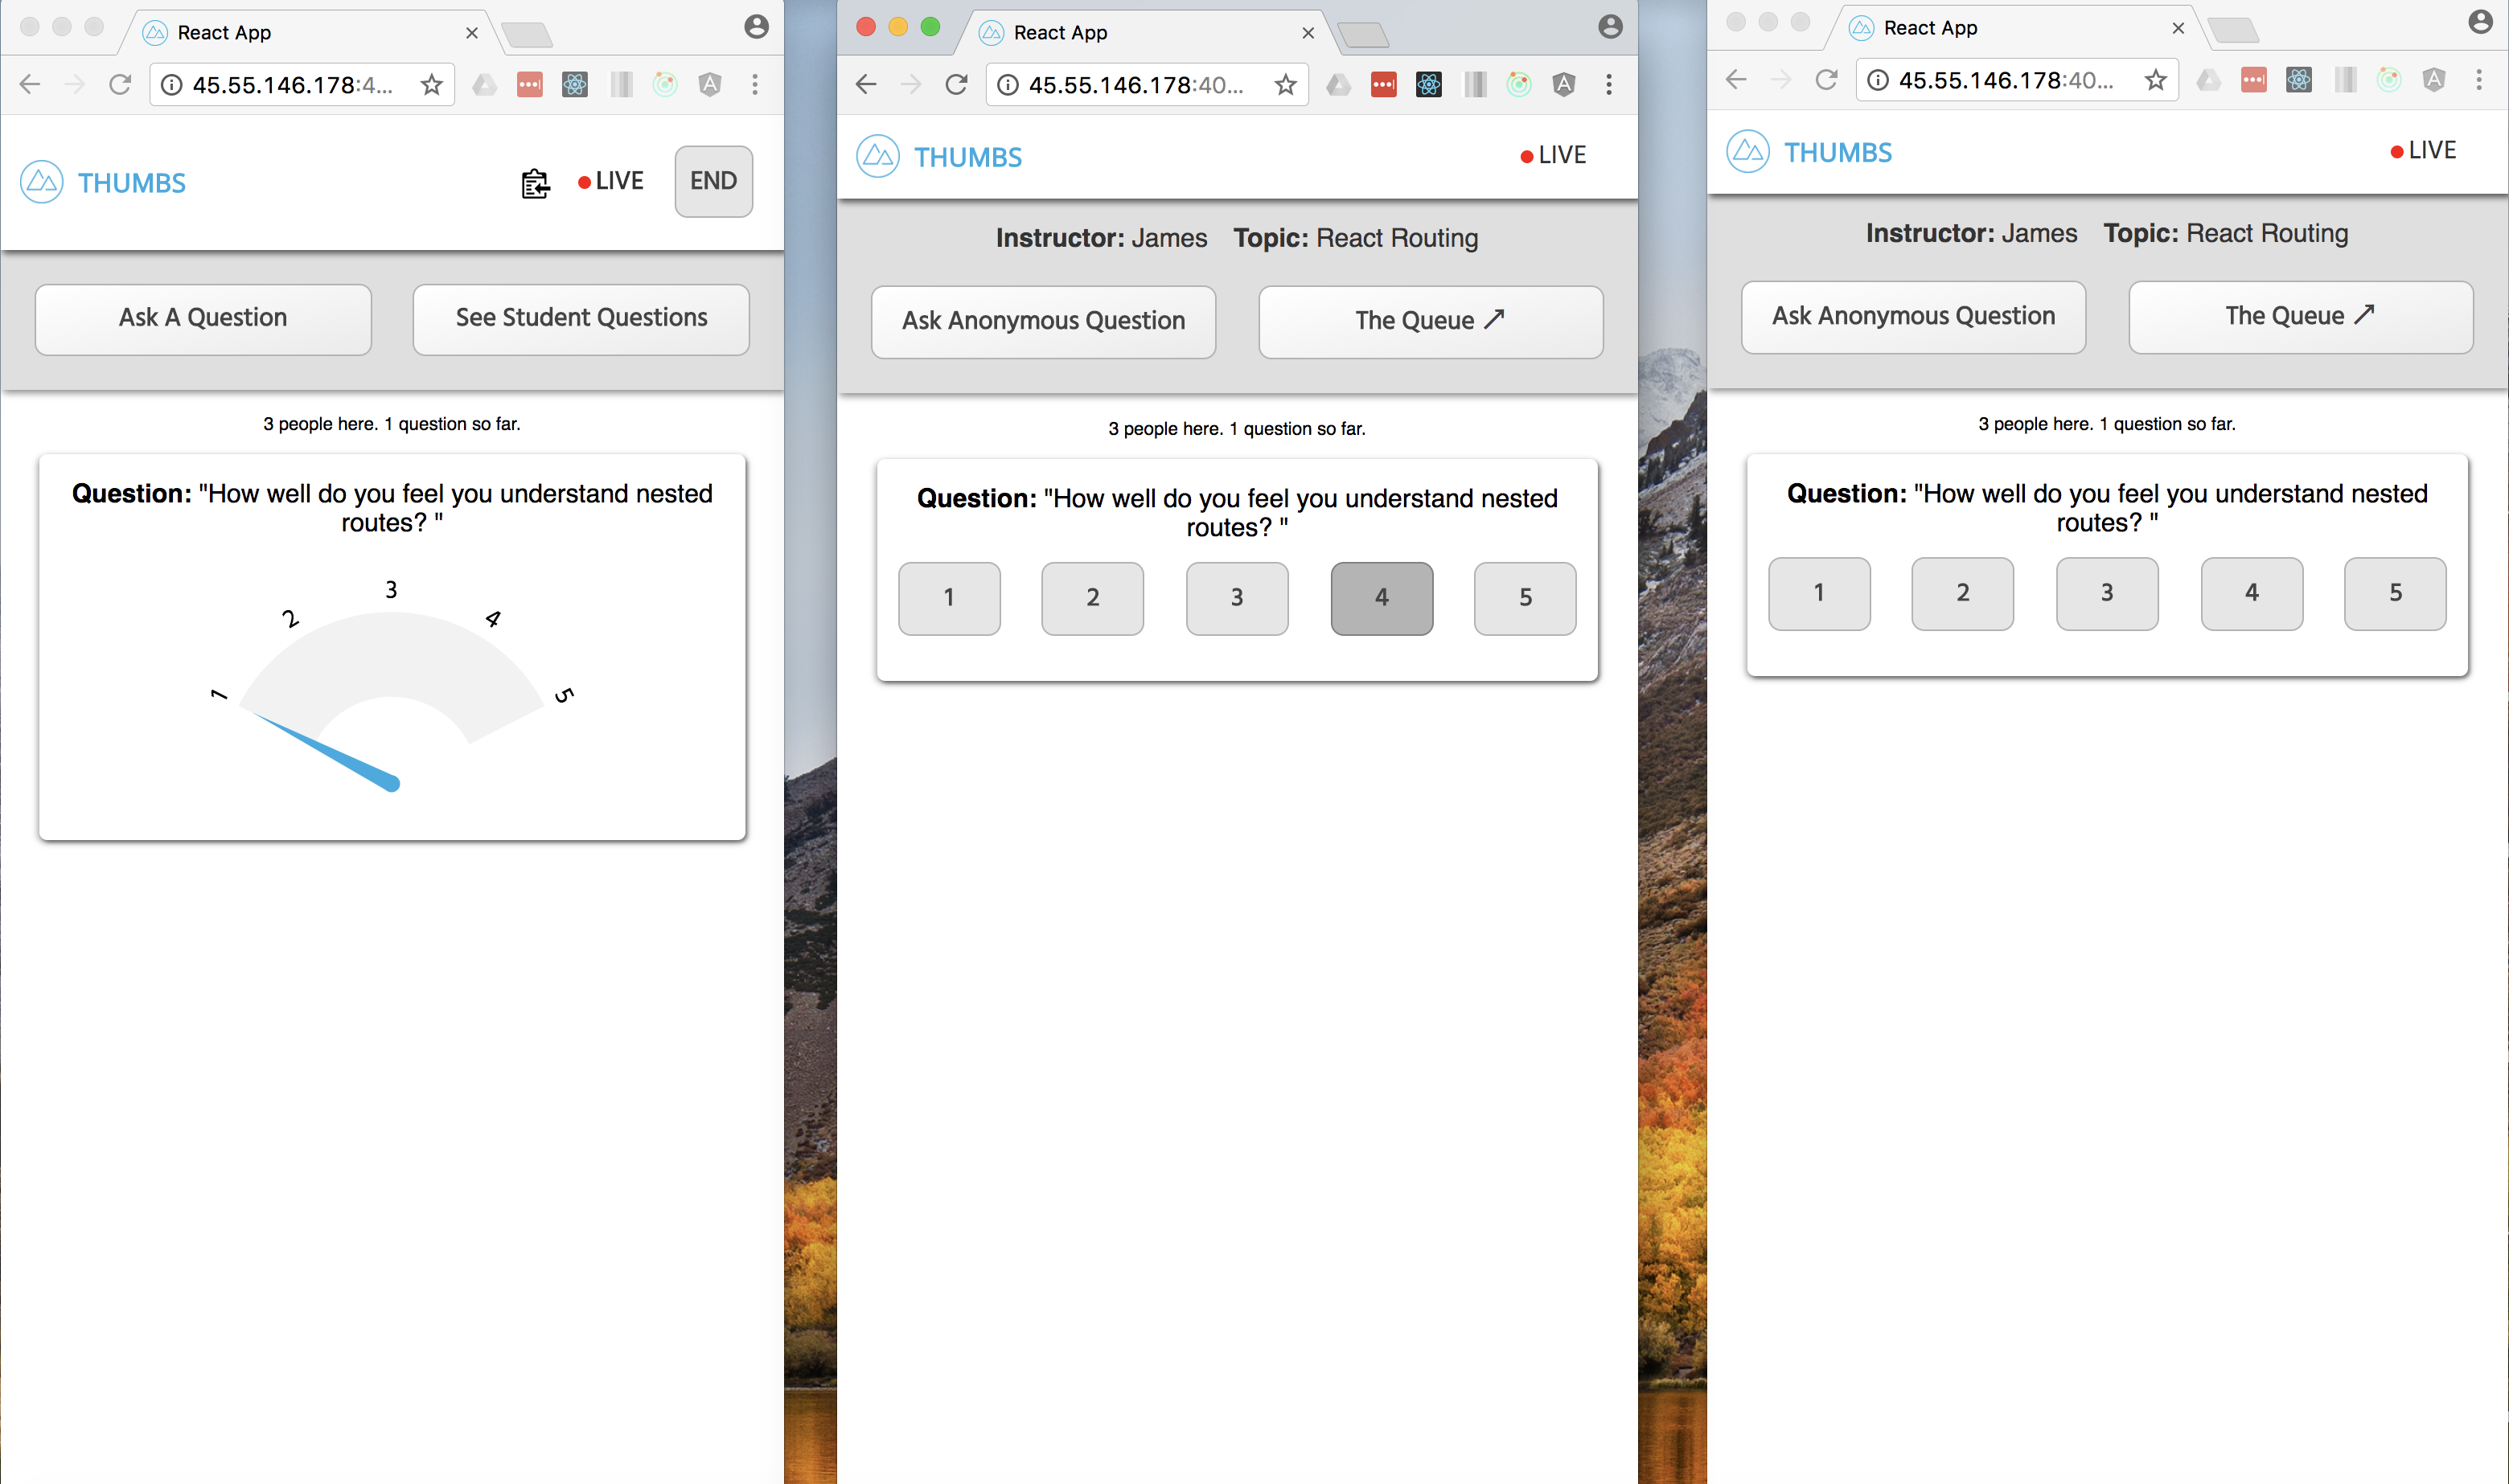 React App
45.55.146.178:4...
THUMBS
LIVE
END
Ask A Question
See Student Questions
3 people here. 1 question so far.
Question: "How well do you feel you understand nested
routes? "
1
2
3
4
5
React App
45.55.146.178:40...
THUMBS
LIVE
Instructor: James Topic: React Routing
Ask Anonymous Question
The Queue ↗
3 people here. 1 question so far.
Question: "How well do you feel you understand nested
routes? "
1 2 3 4 5
React App
45.55.146.178:40...
THUMBS
LIVE
Instructor: James Topic: React Routing
Ask Anonymous Question
The Queue ↗
3 people here. 1 question so far.
Question: "How well do you feel you understand nested
routes? "
1 2 3 4 5